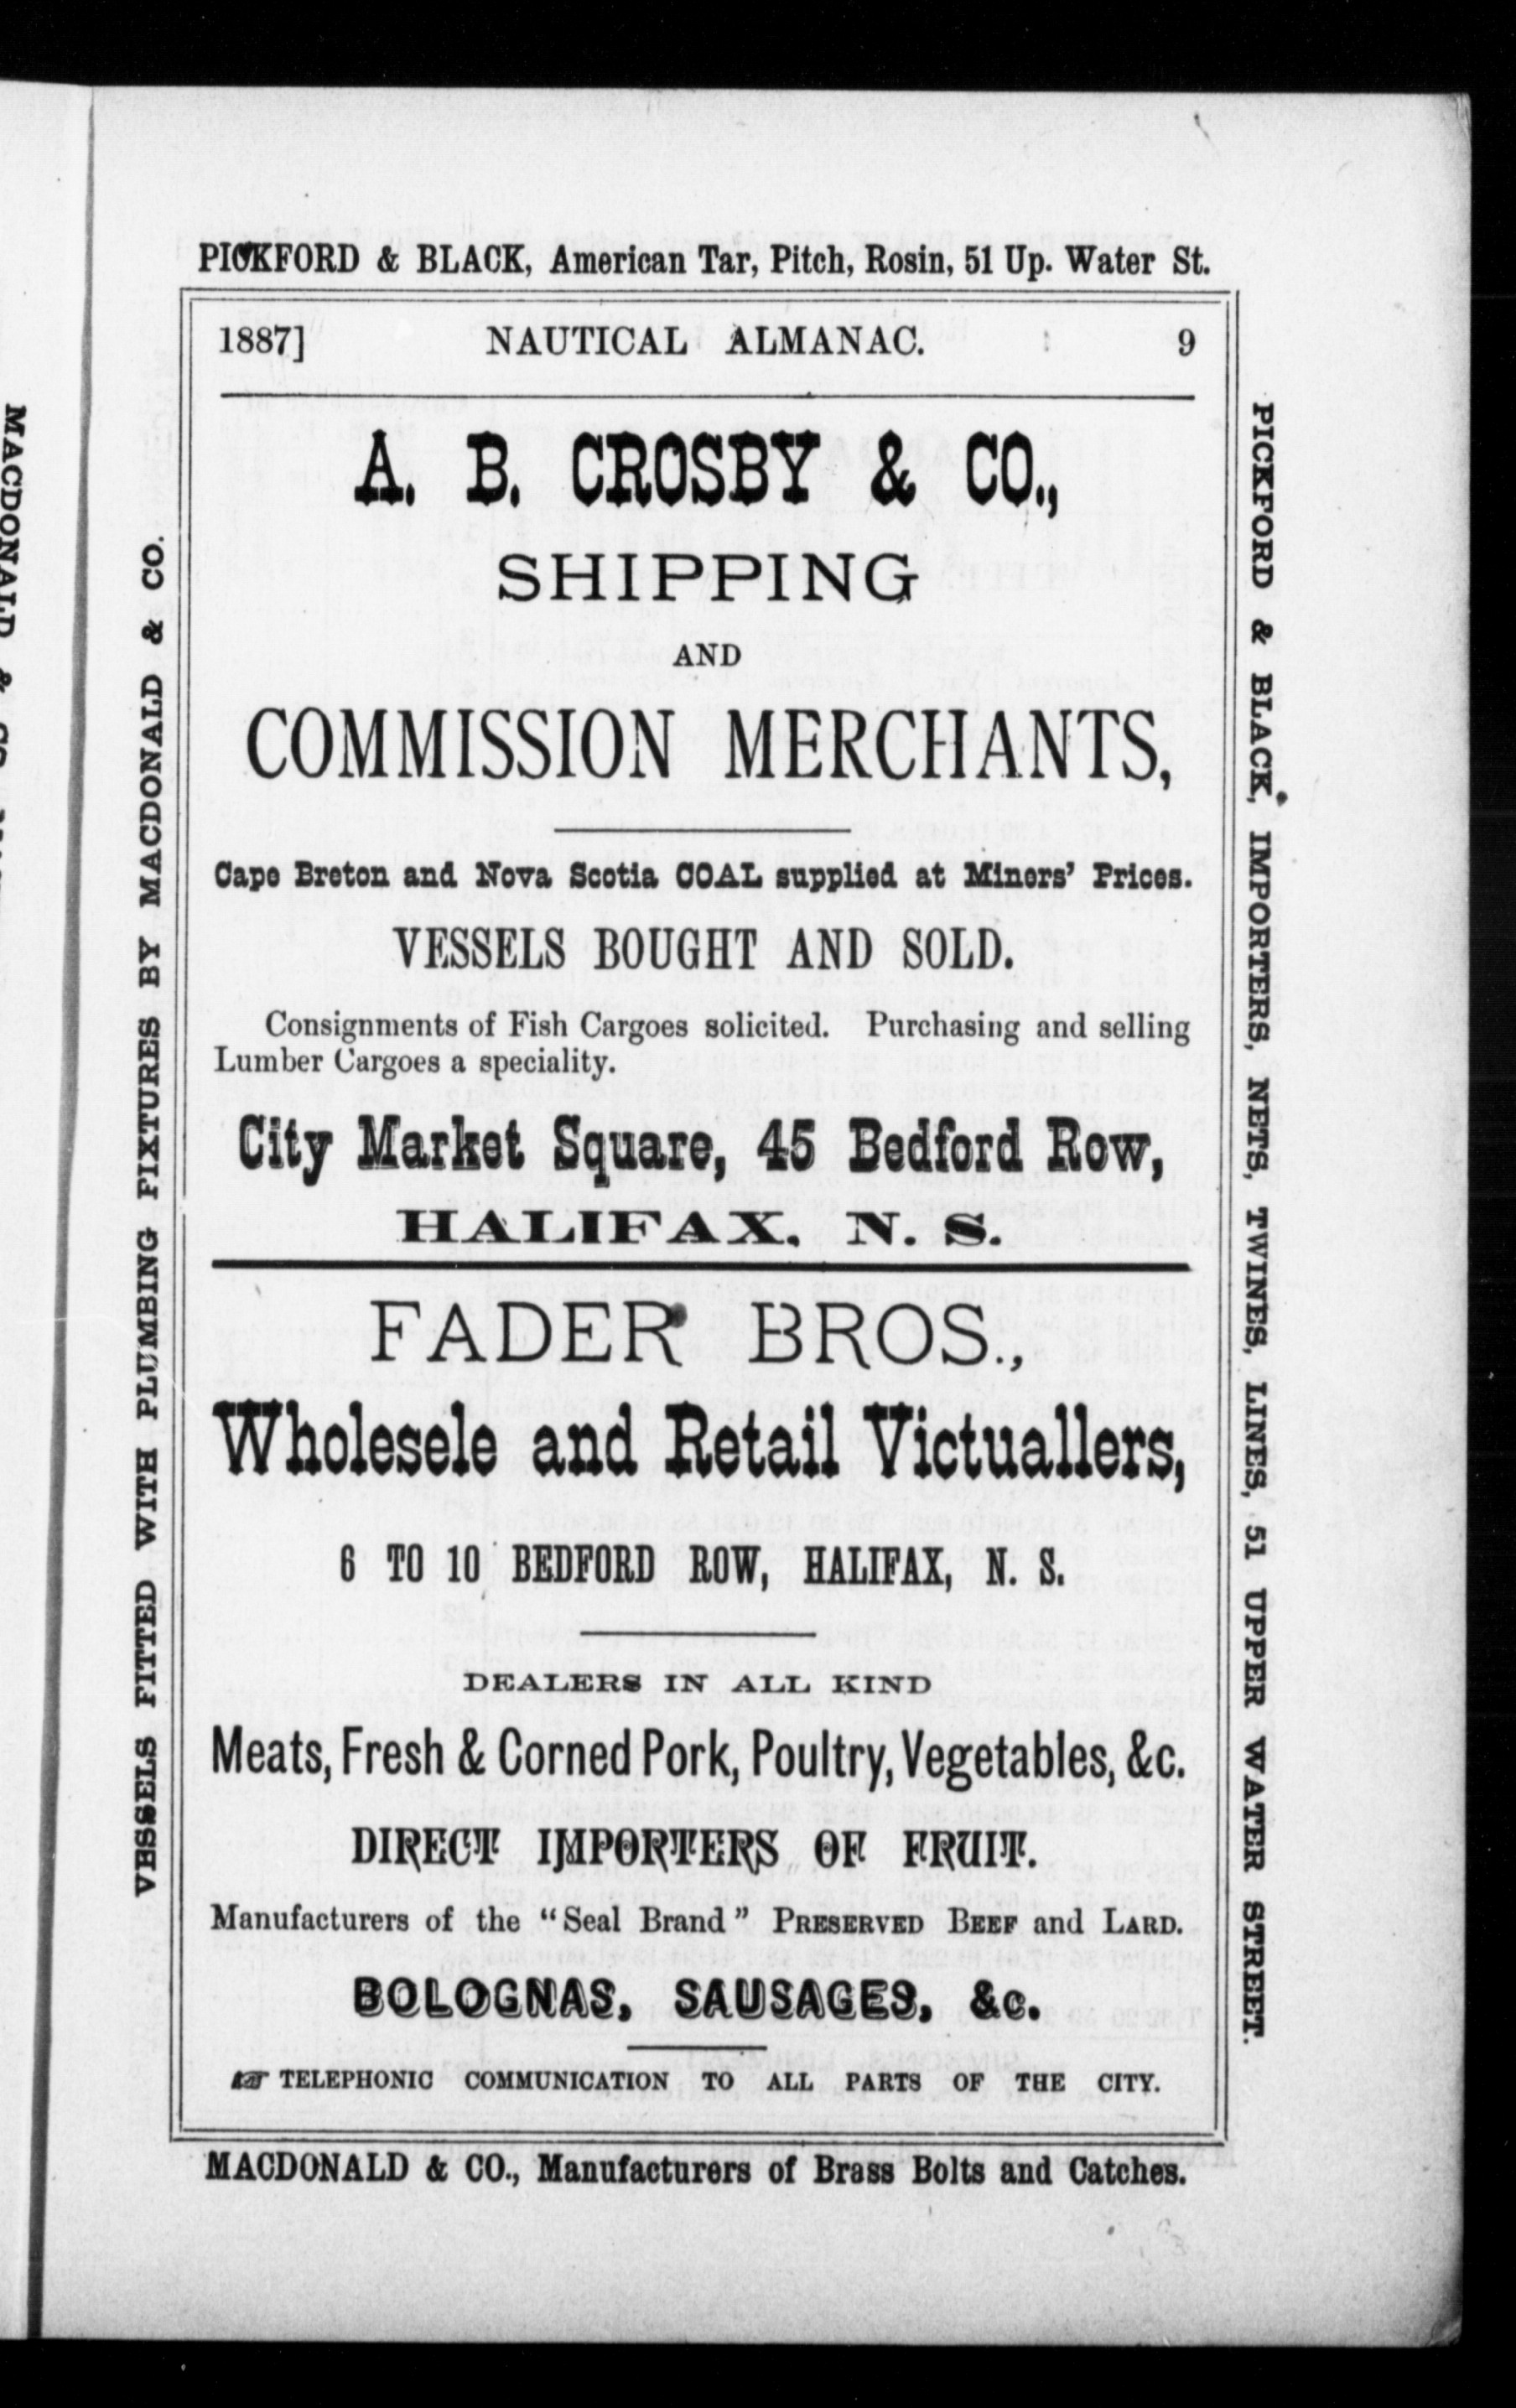 PICKFORD & BLACK, American Tar, Pitch, Rosin, 51 Up. Water St.
1887] NAUTICAL ALMANAC. 9
A. B. CROSBY & CO.,
SHIPPING
AND
COMMISSION MERCHANTS,
Cape Breton and Nova Scotia COAL supplied at Miners' Prices.
VESSELS BOUGHT AND SOLD.
Consignments of Fish Cargoes solicited. Purchasing and selling
Lumber Cargoes a speciality.
City Market Square, 45 Bedford Row,
HALIFAX, N. S.
FADER BROS.,
Wholesele and Retail Victuallers,
6 TO 10 BEDFORD ROW, HALIFAX, N. S.
DEALERS IN ALL KIND
Meats, Fresh & Corned Pork, Poultry, Vegetables, &c.
DIRECT IMPORTERS OF FRUIT.
Manufacturers of the "Seal Brand" PRESERVED BEEF and LARD.
BOLOGNAS, SAUSAGES, &c.
☞ TELEPHONIC COMMUNICATION TO ALL PARTS OF THE CITY.
MACDONALD & CO., Manufacturers of Brass Bolts and Catches.
VESSELS FITTED WITH PLUMBING FIXTURES BY MACDONALD & CO.
PICKFORD & BLACK, IMPORTERS, NETS, TWINES, LINES, 51 UPPER WATER STREET.
MACDONALD &